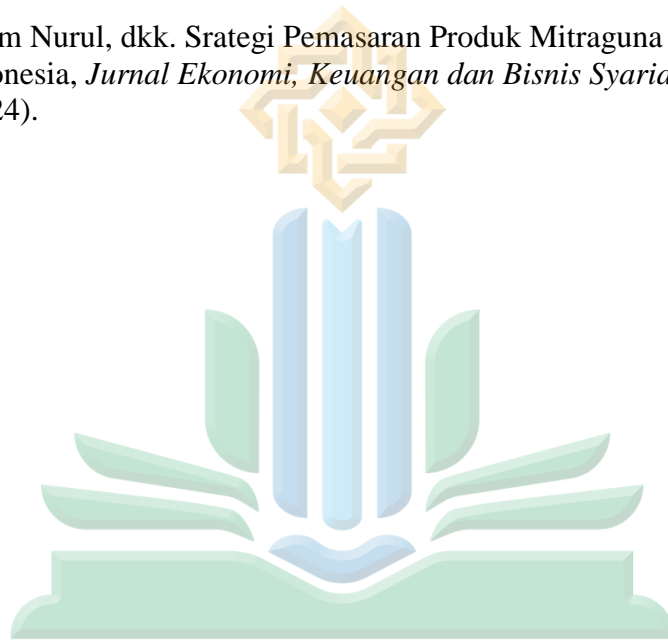 m Nurul, dkk. Srategi Pemasaran Produk Mitraguna
onesia, Jurnal Ekonomi, Keuangan dan Bisnis Syaria
24).